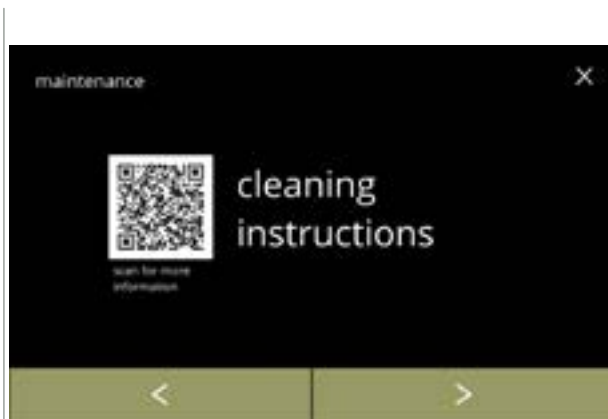 maintenance
cleaning
instructions
scan for more
information